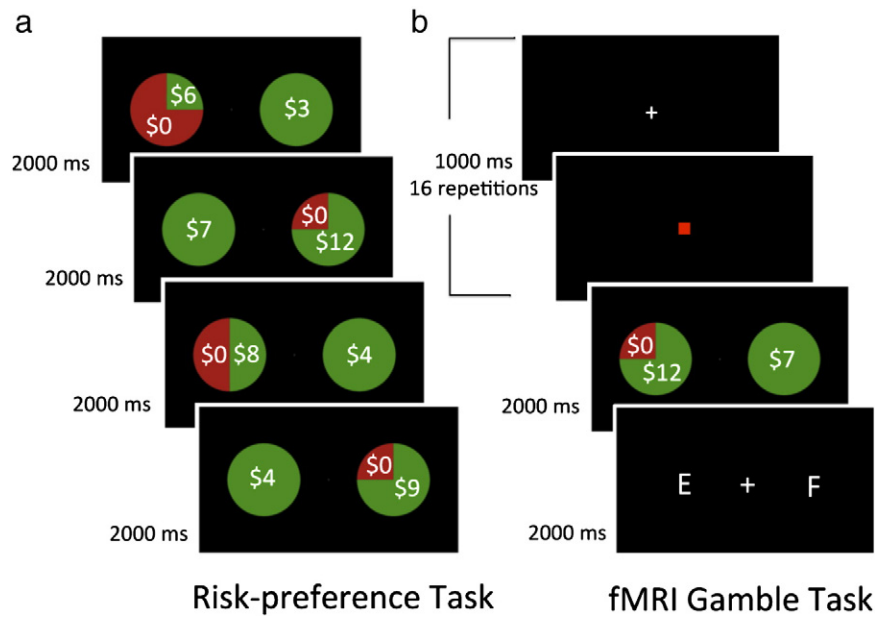 a
$6
$0
$3
2000 ms
$7
$0
$12
2000 ms
$0 $8
$4
2000 ms
$4
$0
$9
2000 ms
Risk-preference Task
b
+
1000 ms
16 repetitions
$0
$12
$7
2000 ms
E + F
2000 ms
fMRI Gamble Task